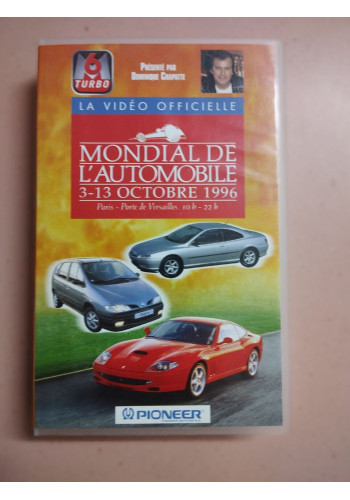 6
TURBO
PRÉSENTÉ PAR
DOMINIQUE CHAPATTE
LA VIDÉO OFFICIELLE
MONDIAL DE
L'AUTOMOBILE
3-13 OCTOBRE 1996
Paris - Porte de Versailles 10 h - 22 h
PIONEER